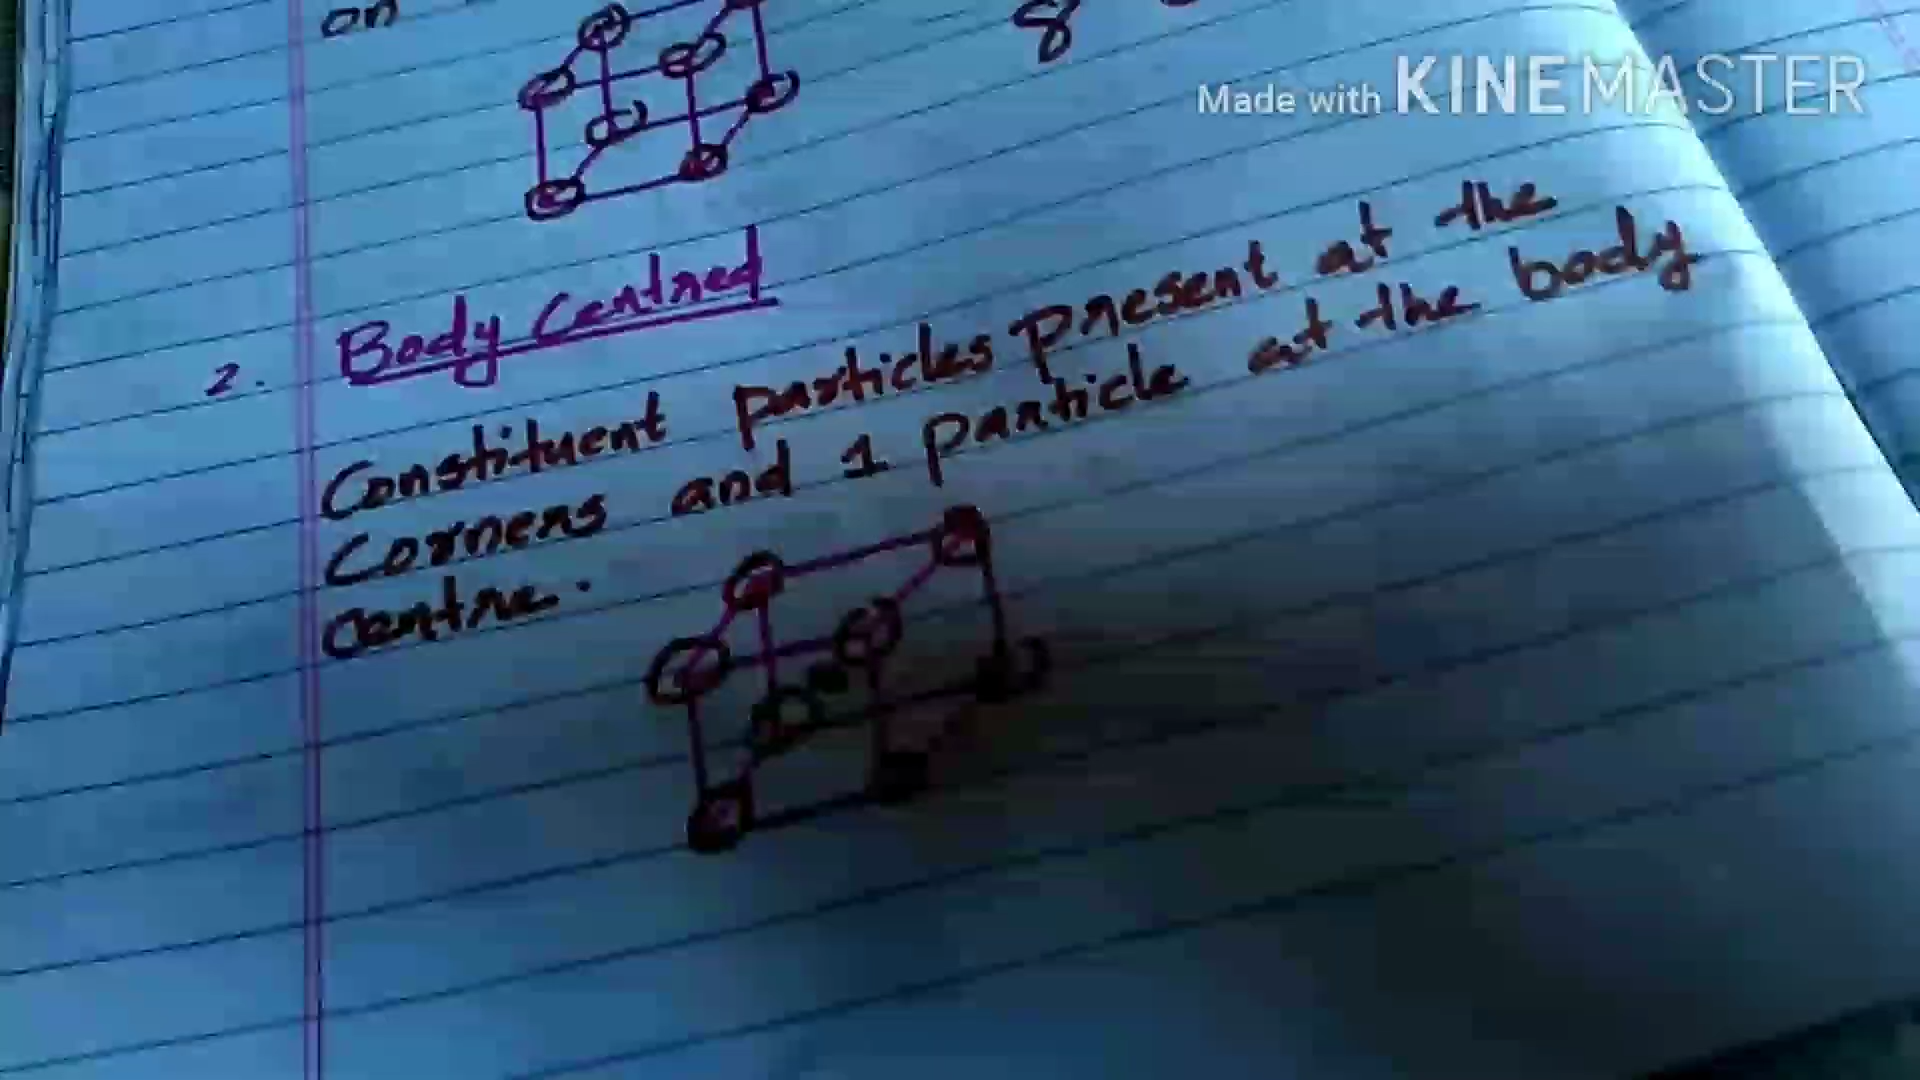 on
8
Made with KINEMASTER
2. Body Centred
Constituent particles present at the
Corners and 1 particle at the body
centre.